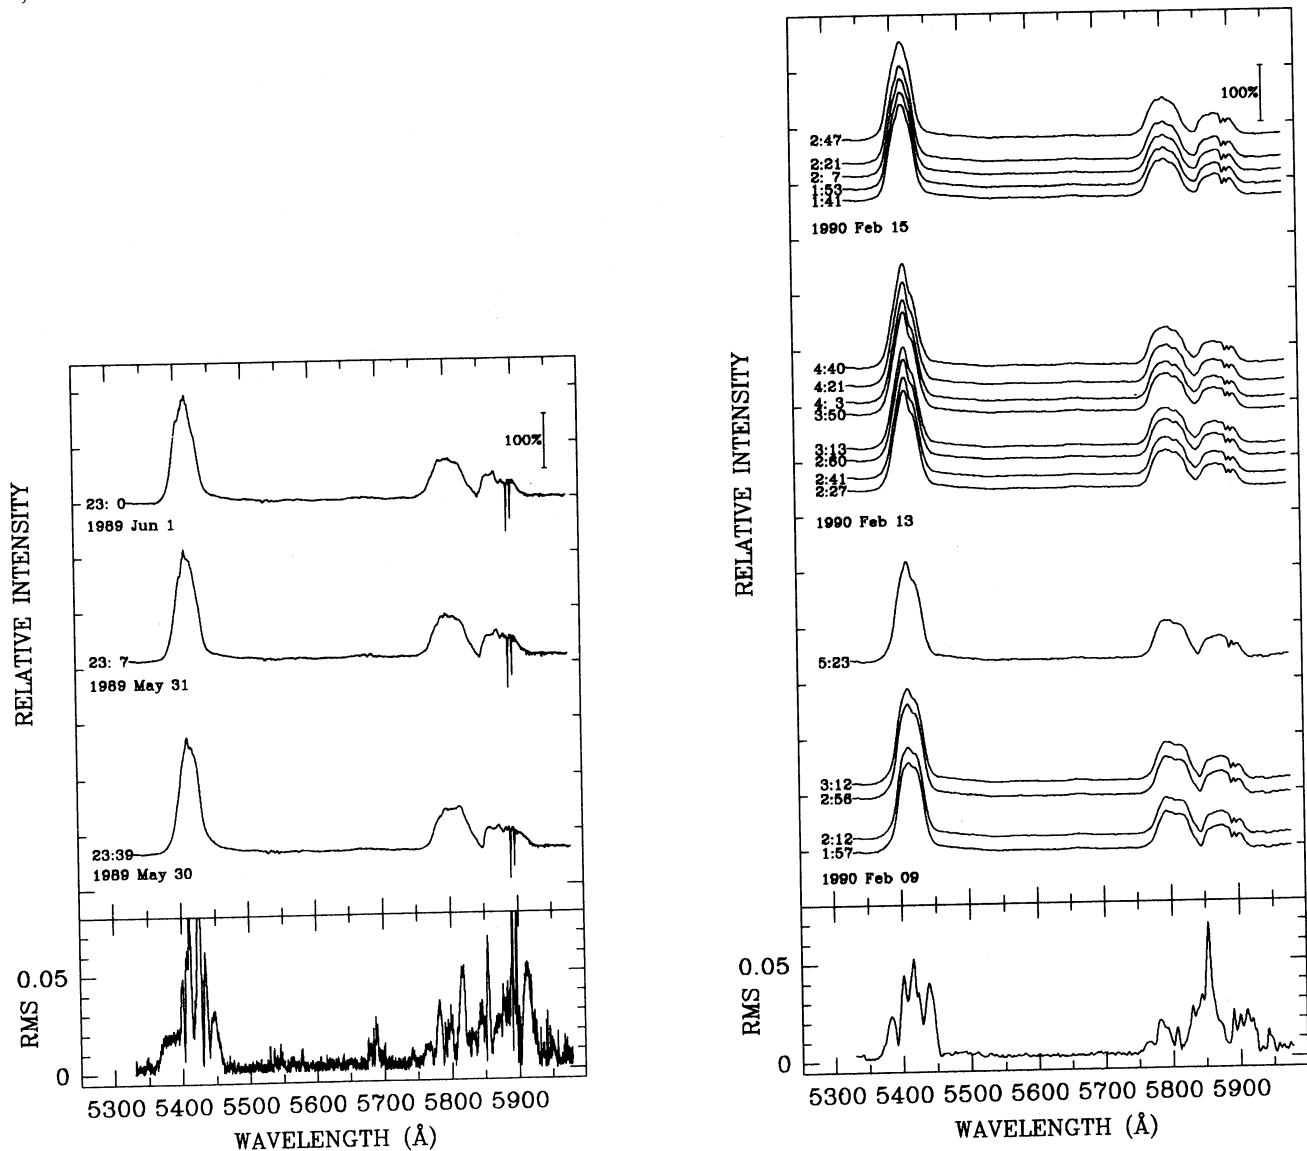 100%
23: 0
1989 Jun 1
23: 7
1989 May 31
23:39
1989 May 30
RELATIVE INTENSITY
0.05
0
RMS
5300 5400 5500 5600 5700 5800 5900
WAVELENGTH (Å)
100%
2:47
2:21
2: 7
1:53
1:41
1990 Feb 15
4:40
4:21
4: 3
3:50
3:13
2:41
2:27
1990 Feb 13
5:23
3:12
2:56
2:12
1:57
1990 Feb 09
RELATIVE INTENSITY
0.05
0
RMS
5300 5400 5500 5600 5700 5800 5900
WAVELENGTH (Å)